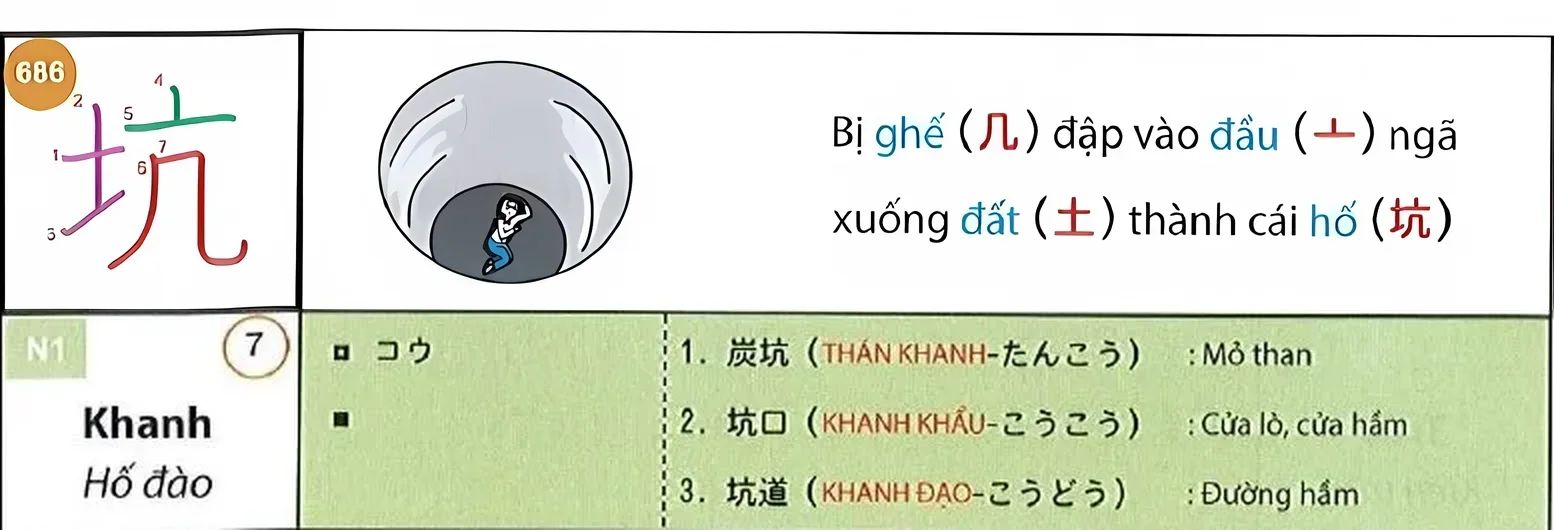 686
坑
1
2
3
4
5
6
7
Bị ghế (几) đập vào đầu (亠) ngã
xuống đất (土) thành cái hố (坑)
N1
7
Khanh
Hố đào
コウ
1. 炭坑 (THÁN KHANH-たんこう) : Mỏ than
2. 坑口 (KHANH KHẨU-こうこう) : Cửa lò, cửa hầm
3. 坑道 (KHANH ĐẠO-こうどう) : Đường hầm